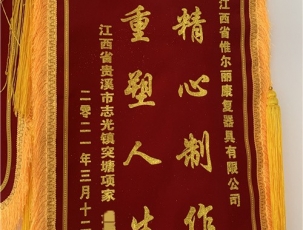 江西省惟尔丽康复器具有限公司
精心制作
重塑人生
江西省贵溪市志光镇突塘项家
二零二一年三月十二